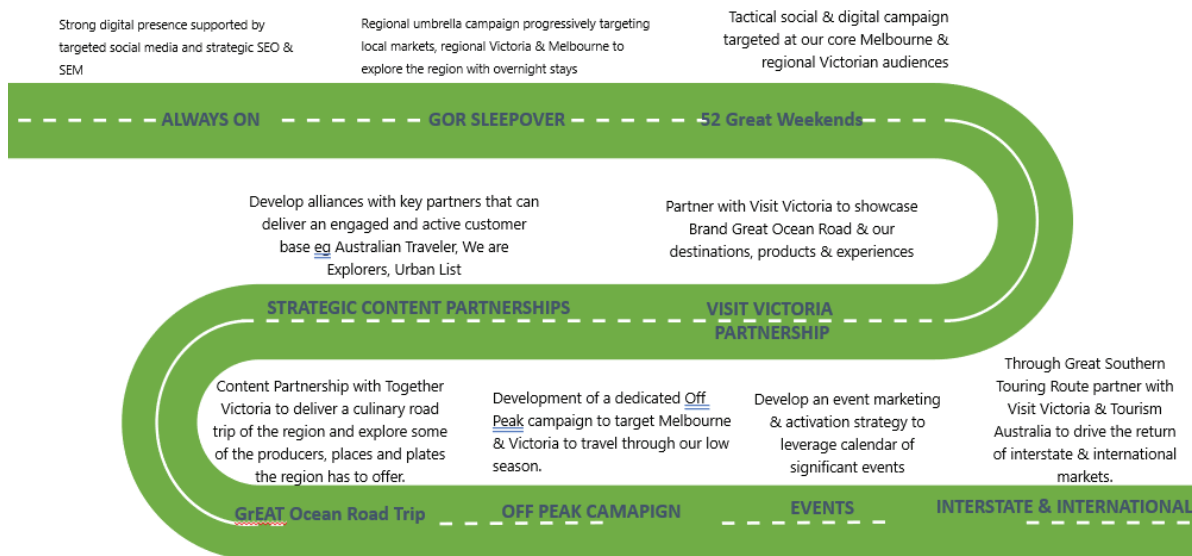 Strong digital presence supported by
targeted social media and strategic SEO &
SEM
Regional umbrella campaign progressively targeting
local markets, regional Victoria & Melbourne to
explore the region with overnight stays
Tactical social & digital campaign
targeted at our core Melbourne &
regional Victorian audiences
ALWAYS ON
GOR SLEEPOVER
52 Great Weekends
Develop alliances with key partners that can
deliver an engaged and active customer
base eg Australian Traveler, We are
Explorers, Urban List
Partner with Visit Victoria to showcase
Brand Great Ocean Road & our
destinations, products & experiences
STRATEGIC CONTENT PARTNERSHIPS
VISIT VICTORIA
PARTNERSHIP
Content Partnership with Together
Victoria to deliver a culinary road
trip of the region and explore some
of the producers, places and plates
the region has to offer.
Development of a dedicated Off
Peak campaign to target Melbourne
& Victoria to travel through our low
season.
Develop an event marketing
& activation strategy to
leverage calendar of
significant events
Through Great Southern
Touring Route partner with
Visit Victoria & Tourism
Australia to drive the return
of interstate & international
markets.
GrEAT Ocean Road Trip
OFF PEAK CAMAPIGN
EVENTS
INTERSTATE & INTERNATIONAL